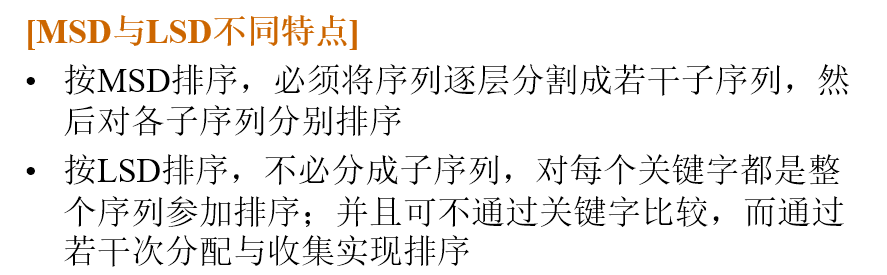 [MSD与LSD不同特点]
• 按MSD排序，必须将序列逐层分割成若干子序列，然
后对各子序列分别排序
• 按LSD排序，不必分成子序列，对每个关键字都是整
个序列参加排序；并且可不通过关键字比较，而通过
若干次分配与收集实现排序